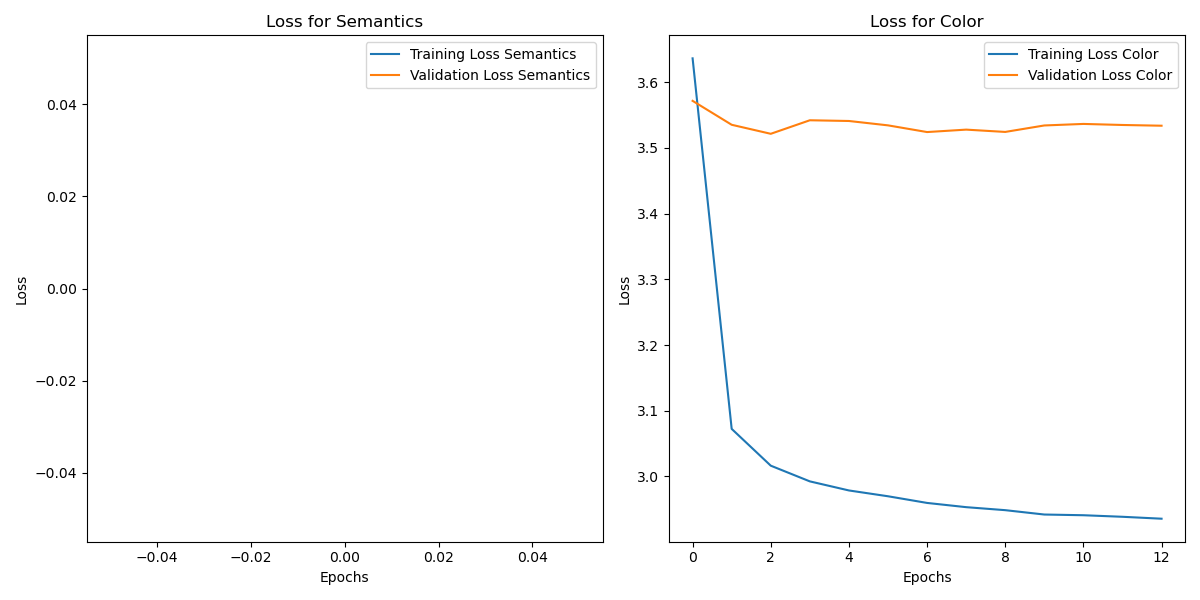 Loss for Semantics
Training Loss Semantics
Validation Loss Semantics
0.04
0.02
0.00
−0.02
−0.04
Loss
−0.04
−0.02
0.00
0.02
0.04
Epochs
Loss for Color
Training Loss Color
Validation Loss Color
3.6
3.5
3.4
3.3
3.2
3.1
3.0
Loss
0
2
4
6
8
10
12
Epochs